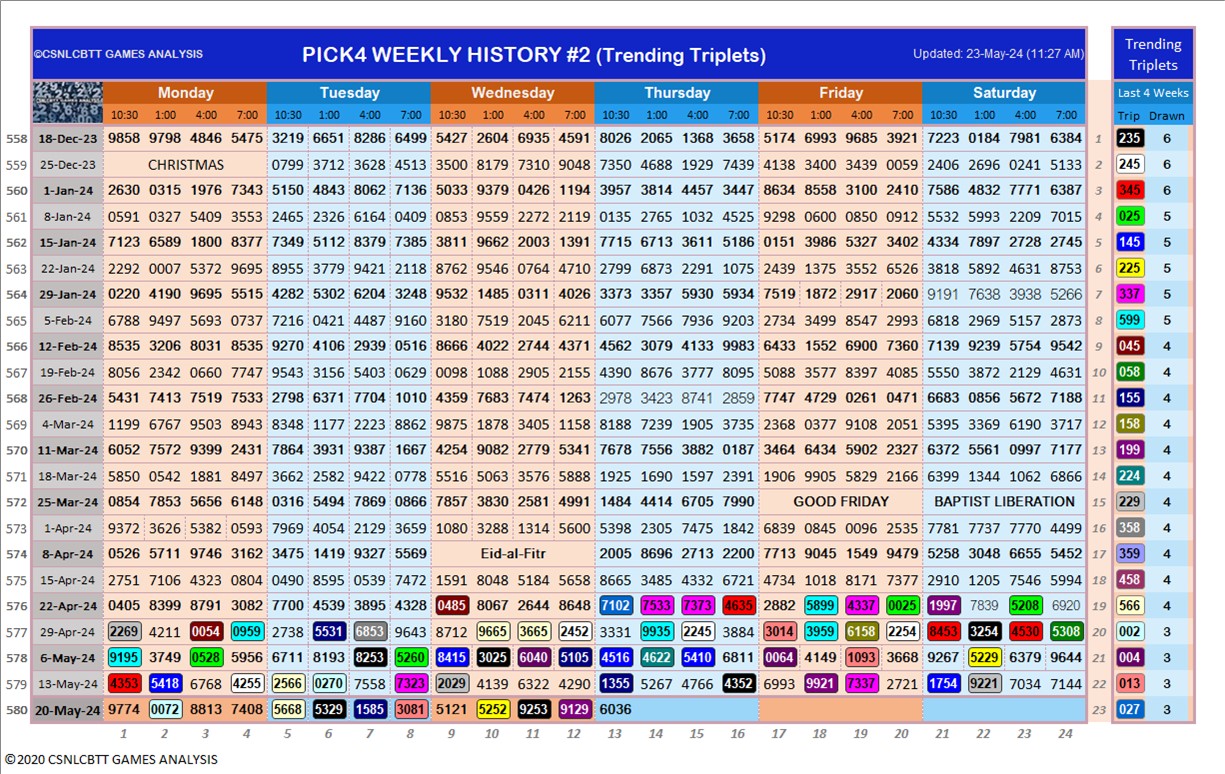 ©CSNLCBTT GAMES ANALYSIS PICK4 WEEKLY HISTORY #2 (Trending Triplets) Updated: 23-May-24 (11:27 AM) Trending Triplets
Monday Tuesday Wednesday Thursday Friday Saturday Last 4 Weeks
10:30 1:00 4:00 7:00 10:30 1:00 4:00 7:00 10:30 1:00 4:00 7:00 10:30 1:00 4:00 7:00 10:30 1:00 4:00 7:00 10:30 1:00 4:00 7:00 Trip Drawn
558 18-Dec-23 9858 9798 4846 5475 3219 6651 8286 6499 5427 2604 6935 4591 8026 2065 1368 3658 5174 6993 9685 3921 7223 0184 7981 6384 1 235 6
559 25-Dec-23 CHRISTMAS 0799 3712 3628 4513 3500 8179 7310 9048 7350 4688 1929 7439 4138 3400 3439 0059 2406 2696 0241 5133 2 245 6
560 1-Jan-24 2630 0315 1976 7343 5150 4843 8062 7136 5033 9379 0426 1194 3957 3814 4457 3447 8634 8558 3100 2410 7586 4832 7771 6387 3 345 6
561 8-Jan-24 0591 0327 5409 3553 2465 2326 6164 0409 0853 9559 2272 2119 0135 2765 1032 4525 9298 0600 0850 0912 5532 5993 2209 7015 4 025 5
562 15-Jan-24 7123 6589 1800 8377 7349 5112 8379 7385 3811 9662 2003 1391 7715 6713 3611 5186 0151 3986 5327 3402 4334 7897 2728 2745 5 145 5
563 22-Jan-24 2292 0007 5372 9695 8955 3779 9421 2118 8762 9546 0764 4710 2799 6873 2291 1075 2439 1375 3552 6526 3818 5892 4631 8753 6 225 5
564 29-Jan-24 0220 4190 9695 5515 4282 5302 6204 3248 9532 1485 0311 4026 3373 3357 5930 5934 7519 1872 2917 2060 9191 7638 3938 5266 7 337 5
565 5-Feb-24 6788 9497 5693 0737 7216 0421 4487 9160 3180 7519 2045 6211 6077 7566 7936 9203 2734 3499 8547 2993 6818 2969 5157 2873 8 599 5
566 12-Feb-24 8535 3206 8031 8535 9270 4106 2939 0516 8666 4022 2744 4371 4562 3079 4133 9983 6433 1552 6900 7360 7139 9239 5754 9542 9 045 4
567 19-Feb-24 8056 2342 0660 7747 9543 3156 5403 0629 0098 1088 2905 2155 4390 8676 3777 8095 5088 3577 8397 4085 5550 3872 2129 4631 10 058 4
568 26-Feb-24 5431 7413 7519 7533 2798 6371 7704 1010 4359 7683 7474 1263 2978 3423 8741 2859 7747 4729 0261 0471 6683 0856 5672 7188 11 155 4
569 4-Mar-24 1199 6767 9503 8943 8348 1177 2223 8862 9875 1878 3405 1158 8188 7239 1905 3735 2368 0377 9108 2051 5395 3369 6190 3717 12 158 4
570 11-Mar-24 6052 7572 9399 2431 7864 3931 9387 1667 4254 9082 2779 5341 7678 7556 3882 0187 3464 6434 5902 2327 6372 5561 0997 7177 13 199 4
571 18-Mar-24 5850 0542 1881 8497 3662 2582 9422 0778 5516 5063 3576 5888 1925 1690 1597 2391 1906 9905 5822 2166 6399 1344 1062 6866 14 224 4
572 25-Mar-24 0854 7853 5656 6148 0316 5494 7869 0866 7857 3830 2581 4991 1484 4414 6705 7990 GOOD FRIDAY BAPTIST LIBERATION 15 229 4
573 1-Apr-24 9372 3626 5382 0593 7969 4054 2129 3659 1080 3288 1314 5600 5398 2305 7475 1842 6839 0845 0096 2535 7781 7737 7770 4499 16 358 4
574 8-Apr-24 0526 5711 9746 3162 3475 1419 9327 5569 Eid-al-Fitr 2005 8696 2713 2200 7713 9045 1549 9479 5258 3048 6655 5452 17 359 4
575 15-Apr-24 2751 7106 4323 0804 0490 8595 0539 7472 1591 8048 5184 5658 8665 3485 4332 6721 4734 1018 8171 7377 2910 1205 7546 5994 18 458 4
576 22-Apr-24 0405 8399 8791 3082 7700 4539 3895 4328 0485 8067 2644 8648 7102 7533 7373 4635 2882 5899 4337 0025 1997 7839 5208 6920 19 566 4
577 29-Apr-24 2269 4211 0054 0959 2738 5531 6853 9643 8712 9665 3665 2452 3331 9935 2245 3884 3014 3959 6158 2254 8453 3254 4530 5308 20 002 3
578 6-May-24 9195 3749 0528 5956 6711 8193 8253 5260 8415 3025 6040 5105 4516 4622 5410 6811 0064 4149 1093 3668 9267 5229 6379 9644 21 004 3
579 13-May-24 4353 5418 6768 4255 2566 0270 7558 7323 2029 4139 6322 4290 1355 5267 4766 4352 6993 9921 7337 2721 1754 9221 7034 7144 22 013 3
580 20-May-24 9774 0072 8813 7408 5668 5329 1585 3081 5121 5252 9253 9129 6036 23 027 3
1 2 3 4 5 6 7 8 9 10 11 12 13 14 15 16 17 18 19 20 21 22 23 24
©2020 CSNLCBTT GAMES ANALYSIS